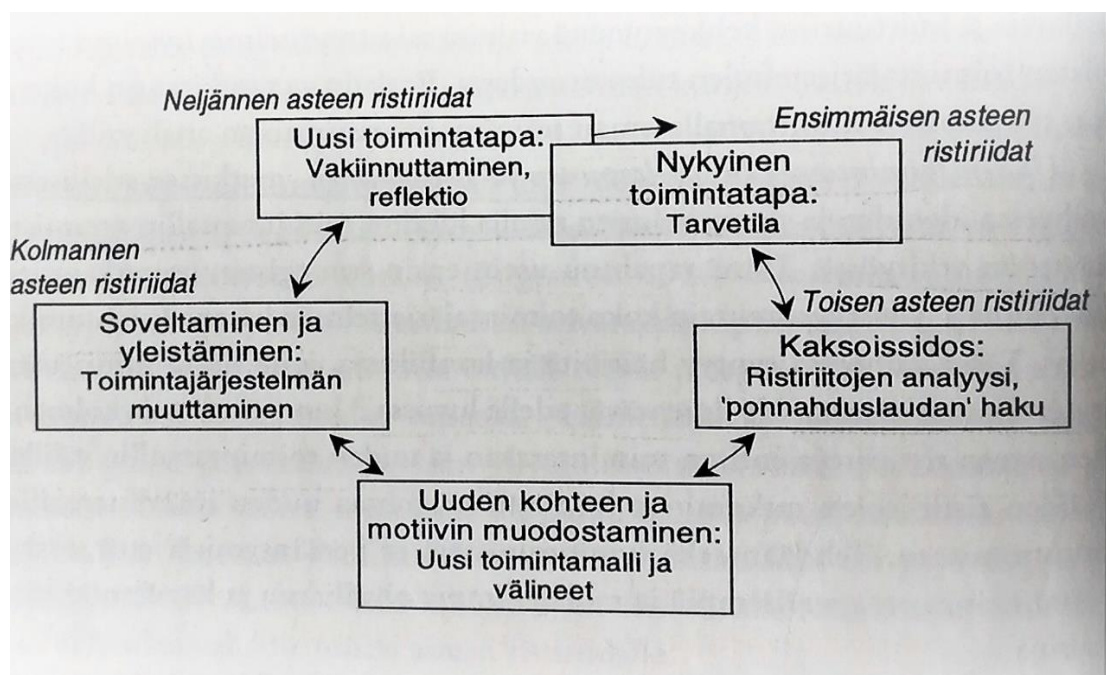 Neljännen asteen ristiriidat
Uusi toimintatapa:
Vakiinnuttaminen,
reflektio
Ensimmäisen asteen
ristiriidat
Nykyinen
toimintatapa:
Tarvetila
Toisen asteen ristiriidat
Kaksoissidos:
Ristiriitojen analyysi,
'ponnahduslaudan' haku
Uuden kohteen ja
motiivin muodostaminen:
Uusi toimintamalli ja
välineet
Kolmannen
asteen ristiriidat
Soveltaminen ja
yleistäminen:
Toimintajärjestelmän
muuttaminen